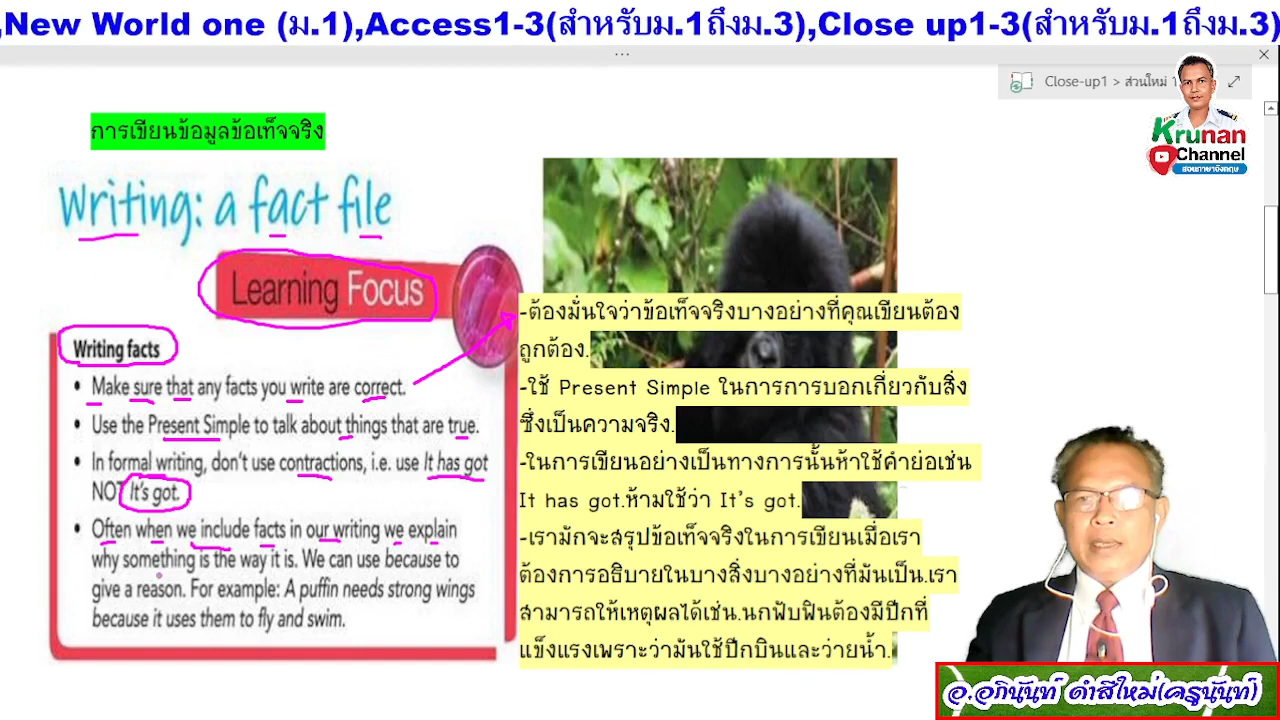 ,New World one (ม.1),Access1-3(สำหรับม.1ถึงม.3),Close up1-3(สำหรับม.1ถึงม.3)
Close-up1 > ส่วนใหม่ 1
Krunan
Channel
สอนภาษาอังกฤษ
การเขียนข้อมูลข้อเท็จจริง
Writing: a fact file
Learning Focus
Writing facts
• Make sure that any facts you write are correct.
• Use the Present Simple to talk about things that are true.
• In formal writing, don't use contractions, i.e. use It has got
NOT It's got.
• Often when we include facts in our writing we explain
why something is the way it is. We can use because to
give a reason. For example: A puffin needs strong wings
because it uses them to fly and swim.
-ต้องมั่นใจว่าข้อเท็จจริงบางอย่างที่คุณเขียนต้อง
ถูกต้อง.
-ใช้ Present Simple ในการการบอกเกี่ยวกับสิ่ง
ซึ่งเป็นความจริง.
-ในการเขียนอย่างเป็นทางการนั้นห้าใช้คำย่อเช่น
It has got.ห้ามใช้ว่า It's got.
-เรามักจะสรุปข้อเท็จจริงในการเขียนเมื่อเรา
ต้องการอธิบายในบางสิ่งบางอย่างที่มันเป็น.เรา
สามารถให้เหตุผลได้เช่น.นกฟับฟินต้องมีปีกที่
แข็งแรงเพราะว่ามันใช้ปีกบินและว่ายน้ำ.
อ.อภินันท์ ดำสีใหม่(ครูนันท์)